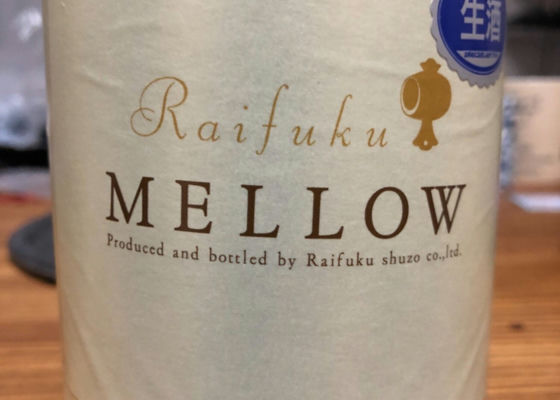 生酒
Raifuku
MELLOW
Produced and bottled by Raifuku shuzo co.,ltd.